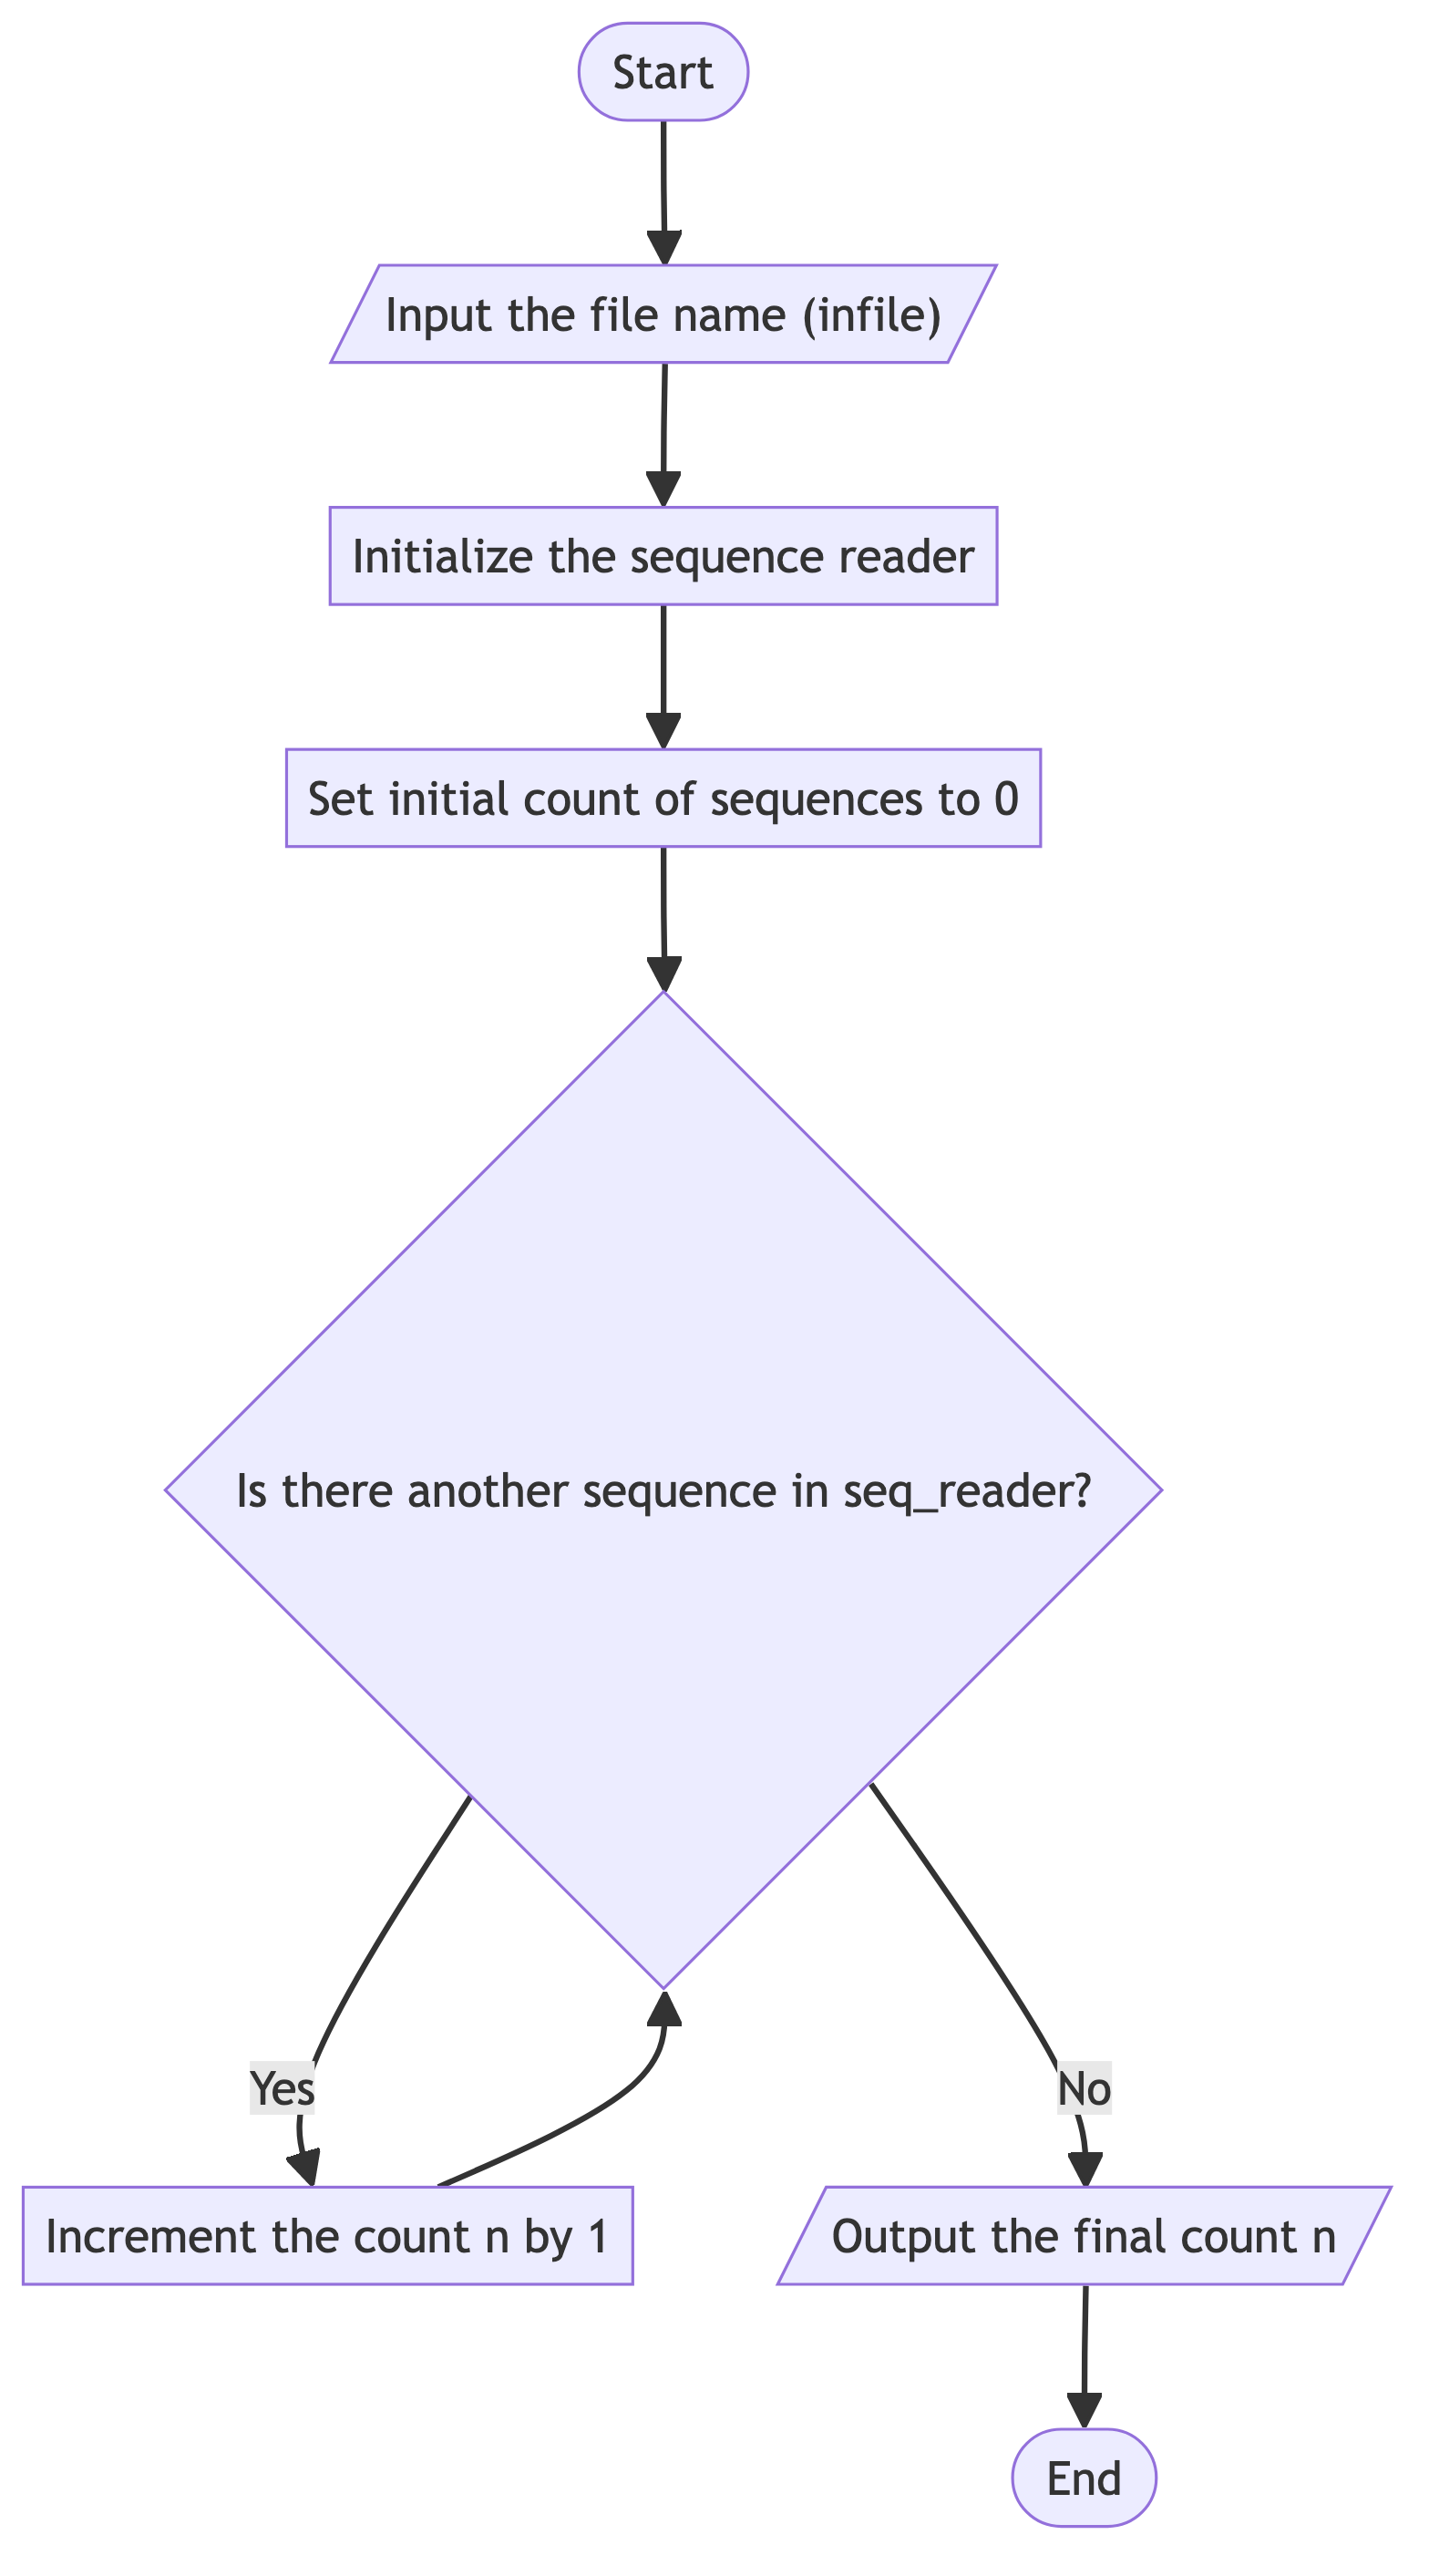 Start
Input the file name (infile)
Initialize the sequence reader
Set initial count of sequences to 0
Is there another sequence in seq_reader?
Yes
No
Increment the count n by 1
Output the final count n
End